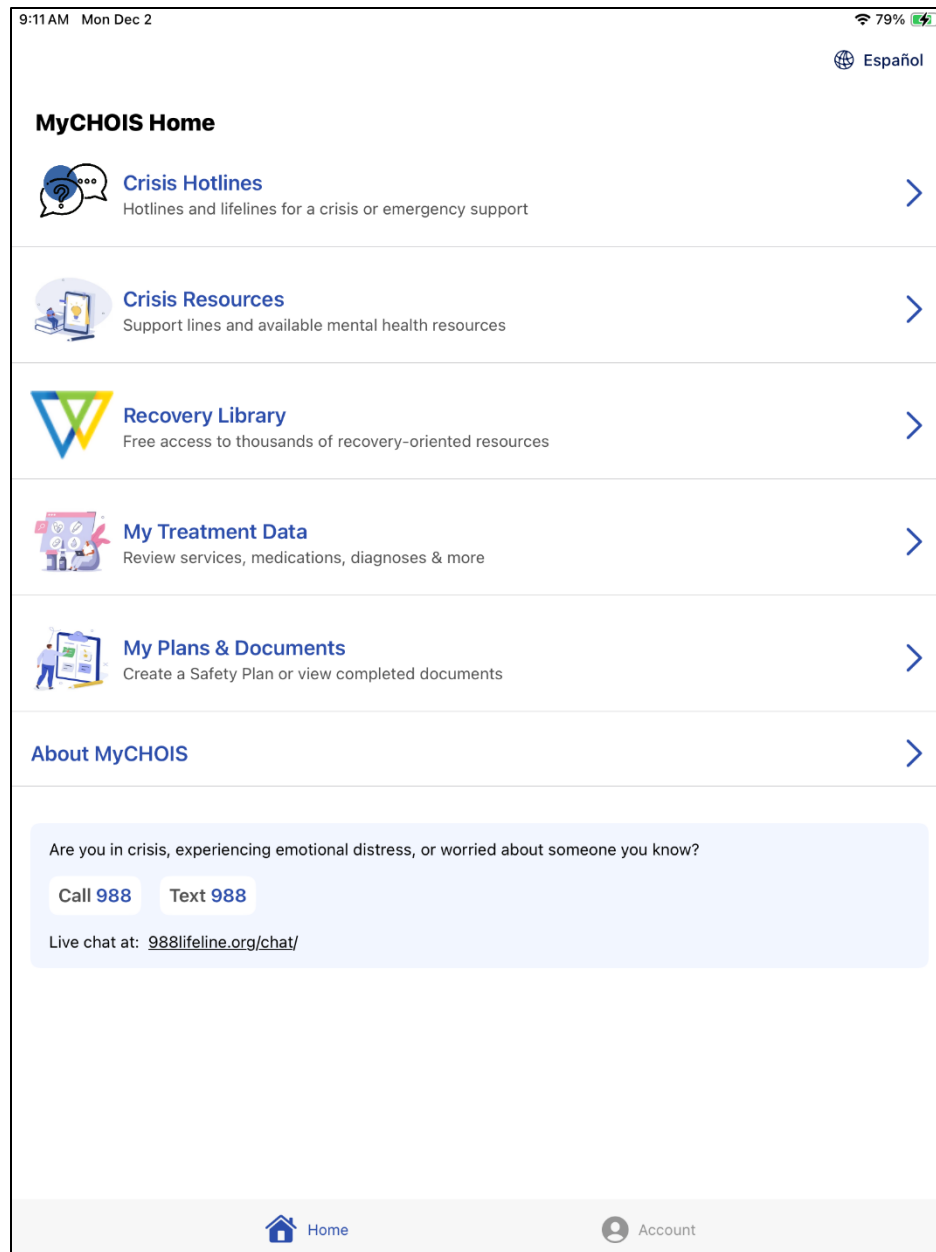 9:11 AM Mon Dec 2 79%
Español
MyCHOIS Home
Crisis Hotlines
Hotlines and lifelines for a crisis or emergency support
Crisis Resources
Support lines and available mental health resources
Recovery Library
Free access to thousands of recovery-oriented resources
My Treatment Data
Review services, medications, diagnoses & more
My Plans & Documents
Create a Safety Plan or view completed documents
About MyCHOIS
Are you in crisis, experiencing emotional distress, or worried about someone you know?
Call 988 Text 988
Live chat at: 988lifeline.org/chat/
Home Account